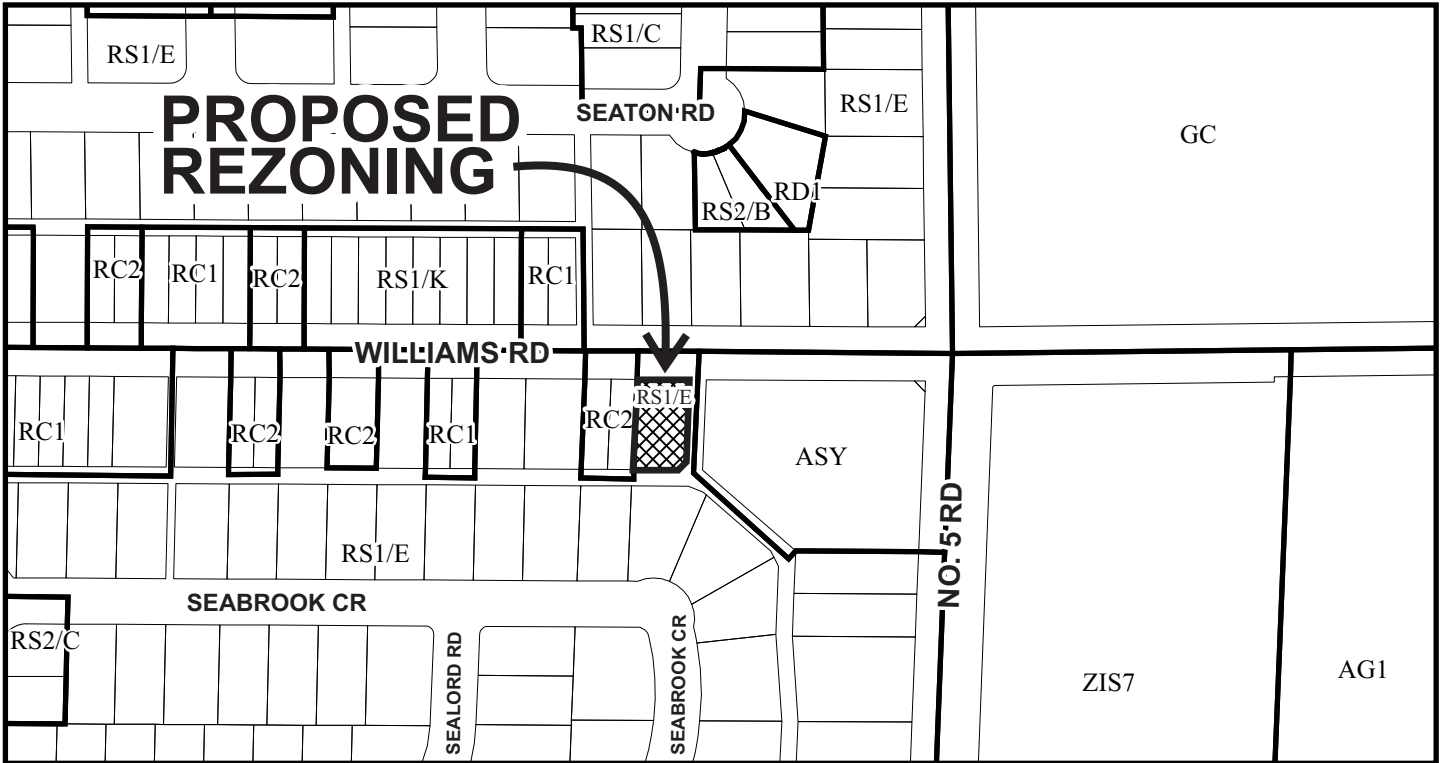 RS1/E
RS1/C
SEATON RD
RS1/E
GC
PROPOSED
REZONING
RS2/B
RD1
RC2
RC1
RC2
RS1/K
RC1
WILLIAMS RD
RC1
RC2
RC2
RC1
RC2
RS1/E
ASY
NO. 5 RD
RS1/E
SEABROOK CR
RS2/C
SEALORD RD
SEABROOK CR
ZIS7
AG1